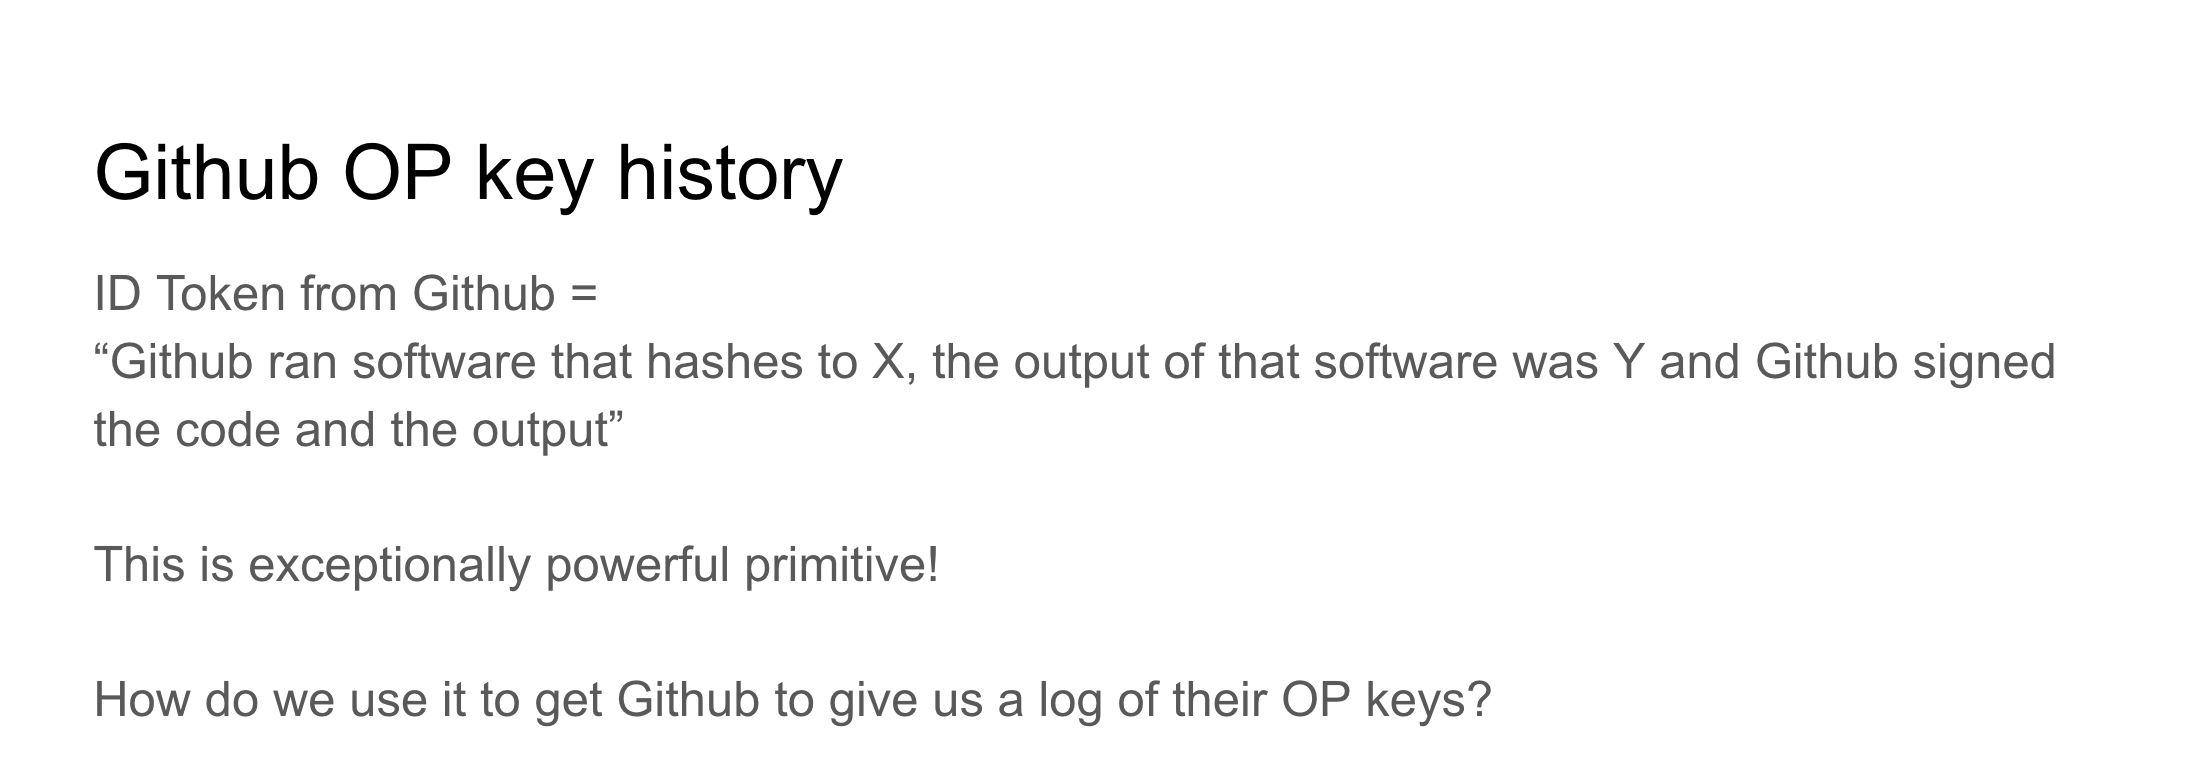 Github OP key history
ID Token from Github =
“Github ran software that hashes to X, the output of that software was Y and Github signed
the code and the output”
This is exceptionally powerful primitive!
How do we use it to get Github to give us a log of their OP keys?